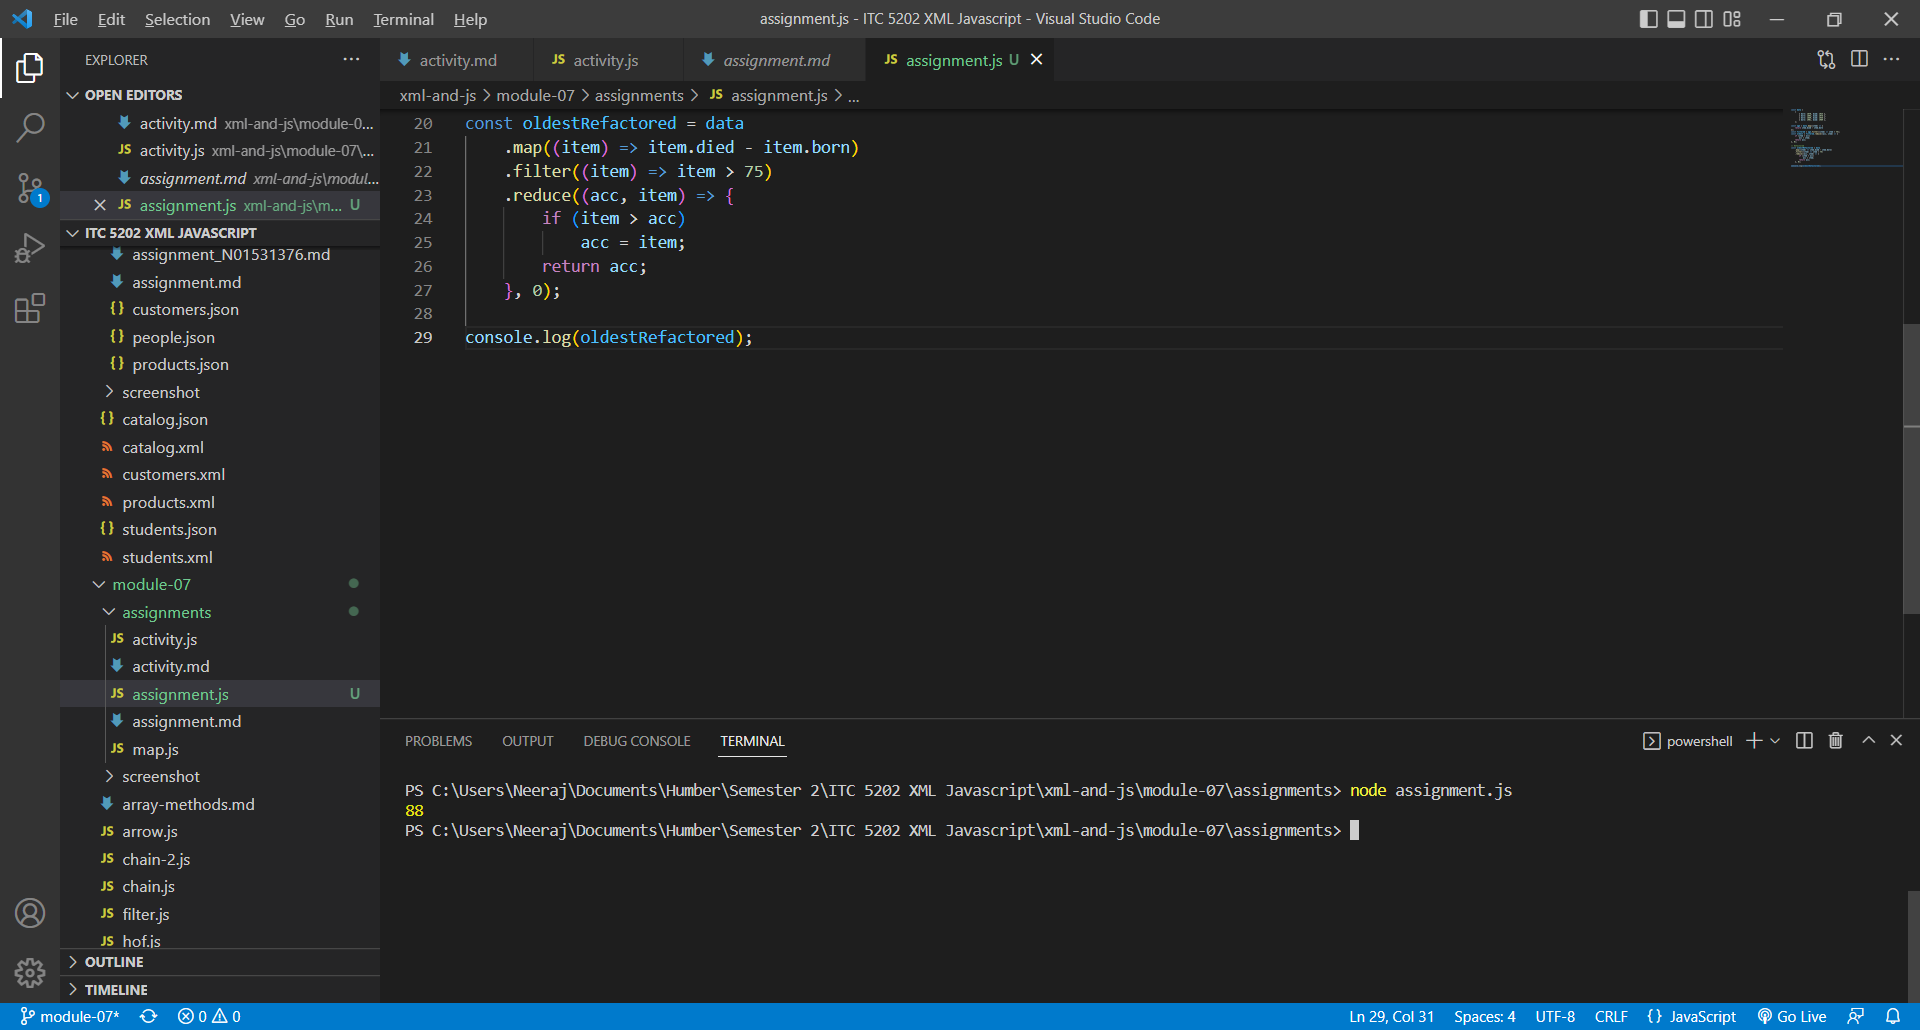 File Edit Selection View Go Run Terminal Help
assignment.js - ITC 5202 XML Javascript - Visual Studio Code
EXPLORER
OPEN EDITORS
activity.md xml-and-js\module-0...
JS activity.js xml-and-js\module-07\...
assignment.md xml-and-js\modul...
JS assignment.js xml-and-js\m... U
1
ITC 5202 XML JAVASCRIPT
assignment_N01531376.md
assignment.md
{} customers.json
{} people.json
{} products.json
screenshot
{} catalog.json
catalog.xml
customers.xml
products.xml
{} students.json
students.xml
module-07
assignments
JS activity.js
activity.md
JS assignment.js U
assignment.md
JS map.js
screenshot
array-methods.md
JS arrow.js
JS chain-2.js
JS chain.js
JS filter.js
JS hof.js
OUTLINE
TIMELINE
activity.md
JS activity.js
assignment.md
JS assignment.js U
xml-and-js > module-07 > assignments > JS assignment.js > ...
20 const oldestRefactored = data
21 .map((item) => item.died - item.born)
22 .filter((item) => item > 75)
23 .reduce((acc, item) => {
24 if (item > acc)
25 acc = item;
26 return acc;
27 }, 0);
28
29 console.log(oldestRefactored);
PROBLEMS OUTPUT DEBUG CONSOLE TERMINAL
powershell
PS C:\Users\Neeraj\Documents\Humber\Semester 2\ITC 5202 XML Javascript\xml-and-js\module-07\assignments> node assignment.js
88
PS C:\Users\Neeraj\Documents\Humber\Semester 2\ITC 5202 XML Javascript\xml-and-js\module-07\assignments>
module-07* 0 0
Ln 29, Col 31 Spaces: 4 UTF-8 CRLF {} JavaScript Go Live